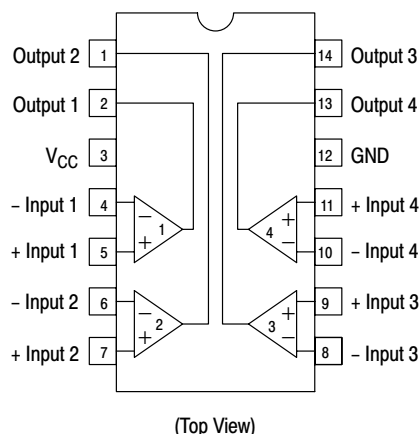 Output 2 1 14 Output 3
Output 1 2 13 Output 4
VCC 3 12 GND
– Input 1 4 – + 11 + Input 4
1 4
+ Input 1 5 + – 10 – Input 4
– Input 2 6 – + 9 + Input 3
2 3
+ Input 2 7 + – 8 – Input 3
(Top View)